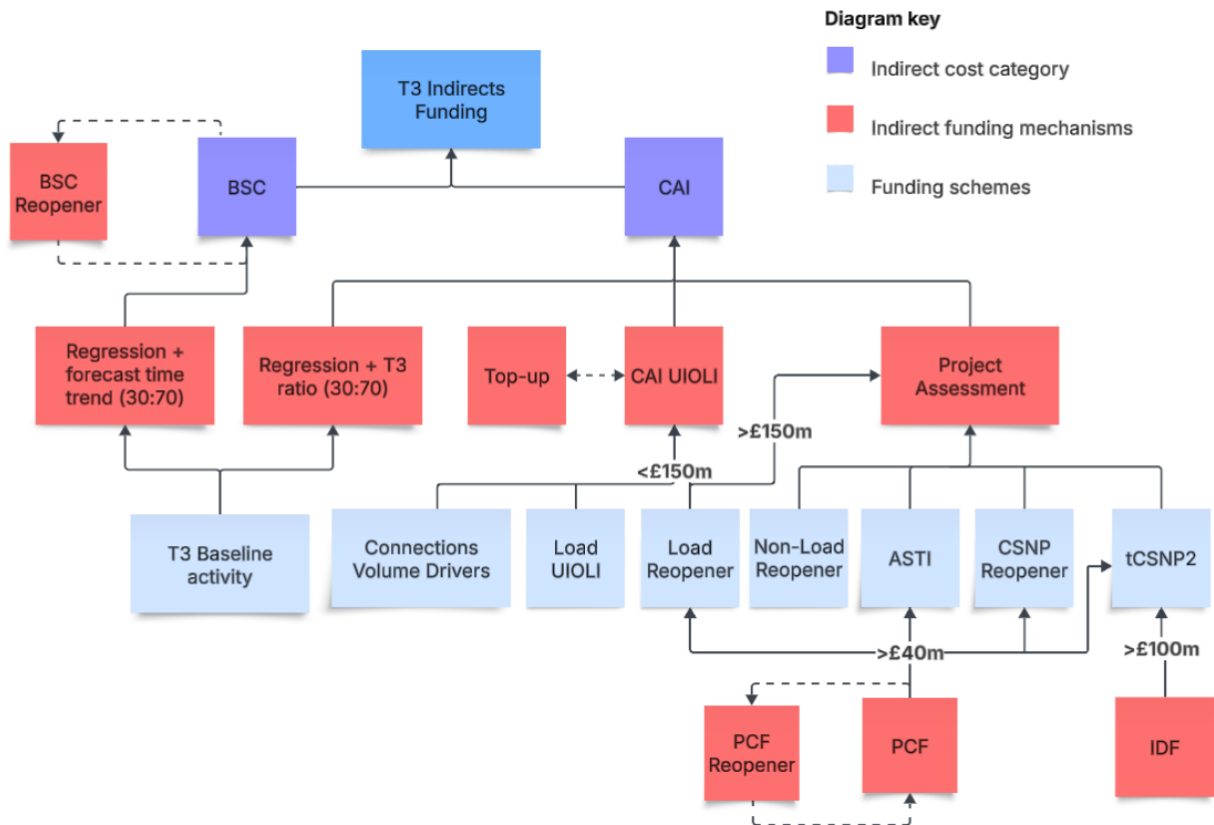 Diagram key
Indirect cost category
Indirect funding mechanisms
Funding schemes
T3 Indirects
Funding
BSC
Reopener
BSC
CAI
Regression +
forecast time
trend (30:70)
Regression + T3
ratio (30:70)
Top-up
CAI UIOLI
Project
Assessment
>£150m
<£150m
T3 Baseline
activity
Connections
Volume Drivers
Load
UIOLI
Load
Reopener
Non-Load
Reopener
ASTI
CSNP
Reopener
tCSNP2
>£40m
>£100m
PCF
Reopener
PCF
IDF